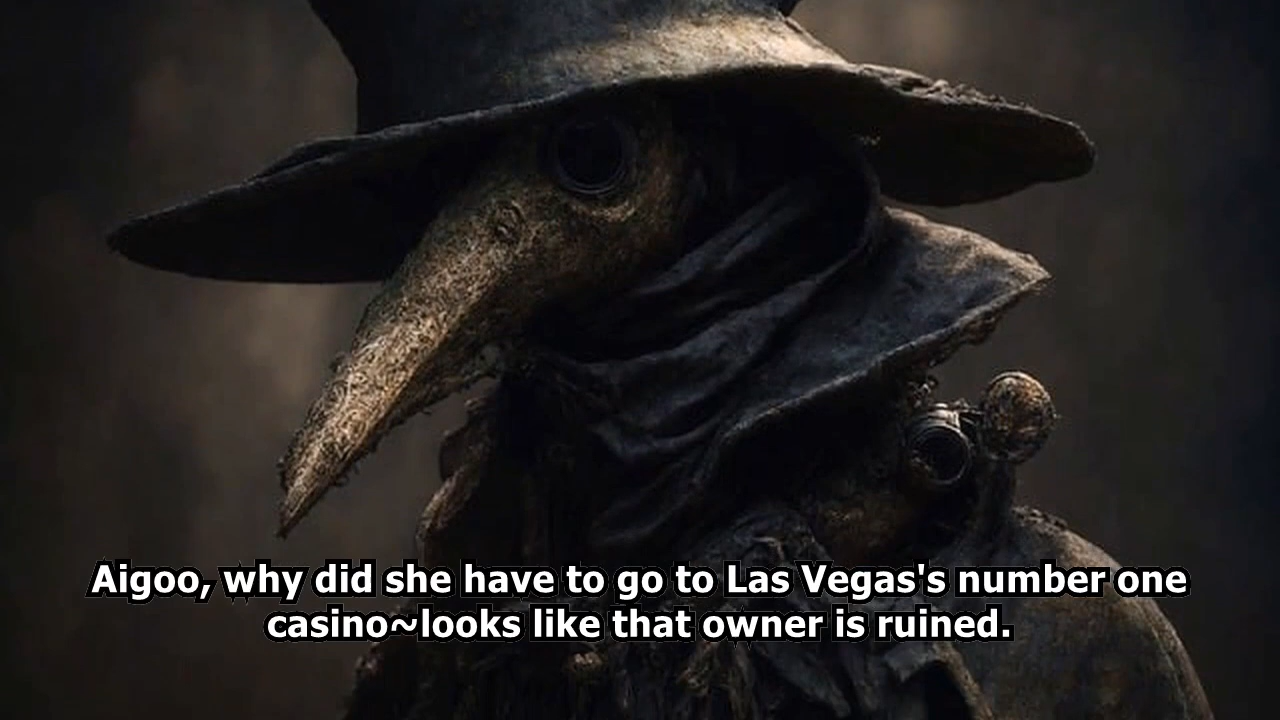 Aigoo, why did she have to go to Las Vegas's number one
casino~looks like that owner is ruined.